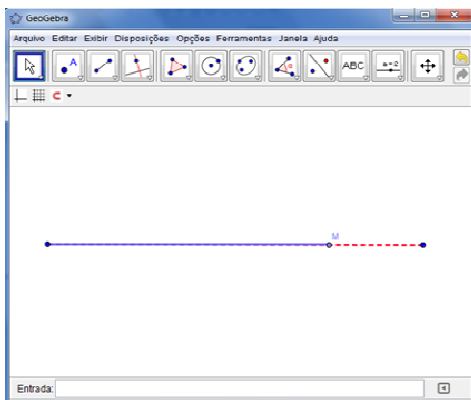 GeoGebra
Arquivo Editar Exibir Disposições Opções Ferramentas Janela Ajuda
A ABC a=2
M
Entrada: